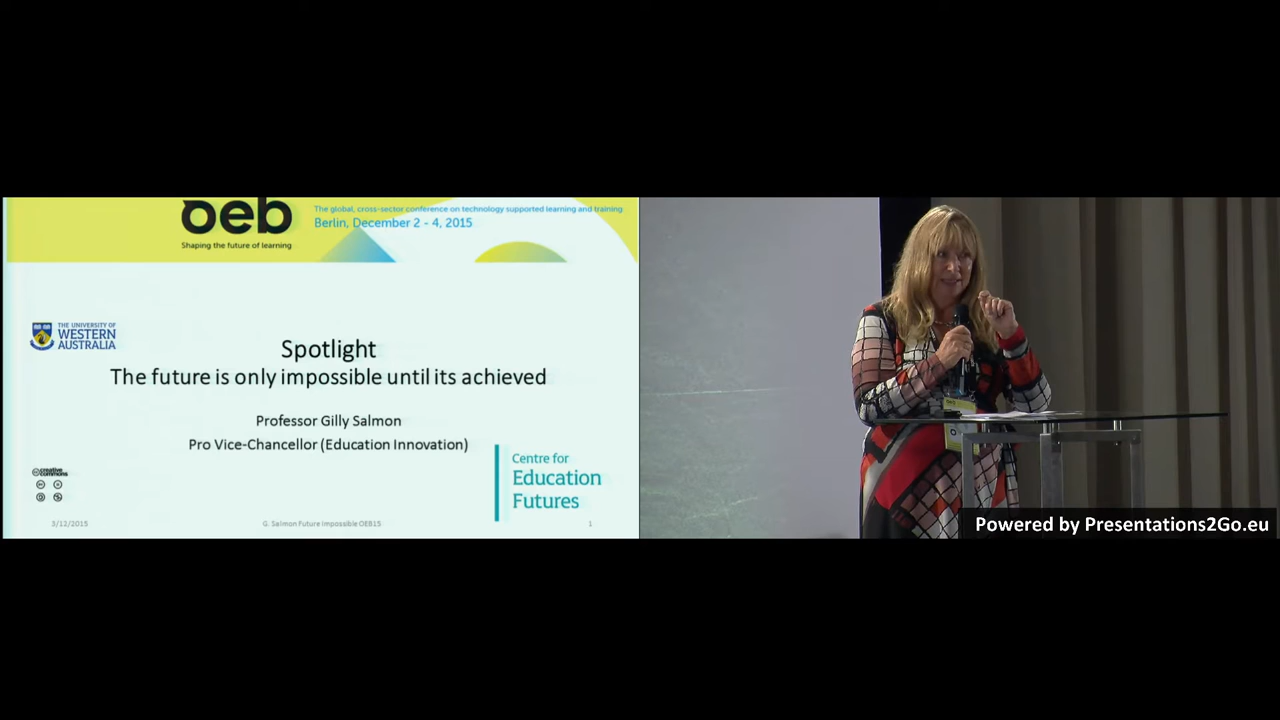 oeb
Shaping the future of learning
The global, cross-sector conference on technology supported learning and training
Berlin, December 2 - 4, 2015
THE UNIVERSITY OF
WESTERN
AUSTRALIA
Spotlight
The future is only impossible until its achieved
Professor Gilly Salmon
Pro Vice-Chancellor (Education Innovation)
creative
commons
Centre for
Education
Futures
3/12/2015
G. Salmon Future Impossible OEB15
1
Powered by Presentations2Go.eu